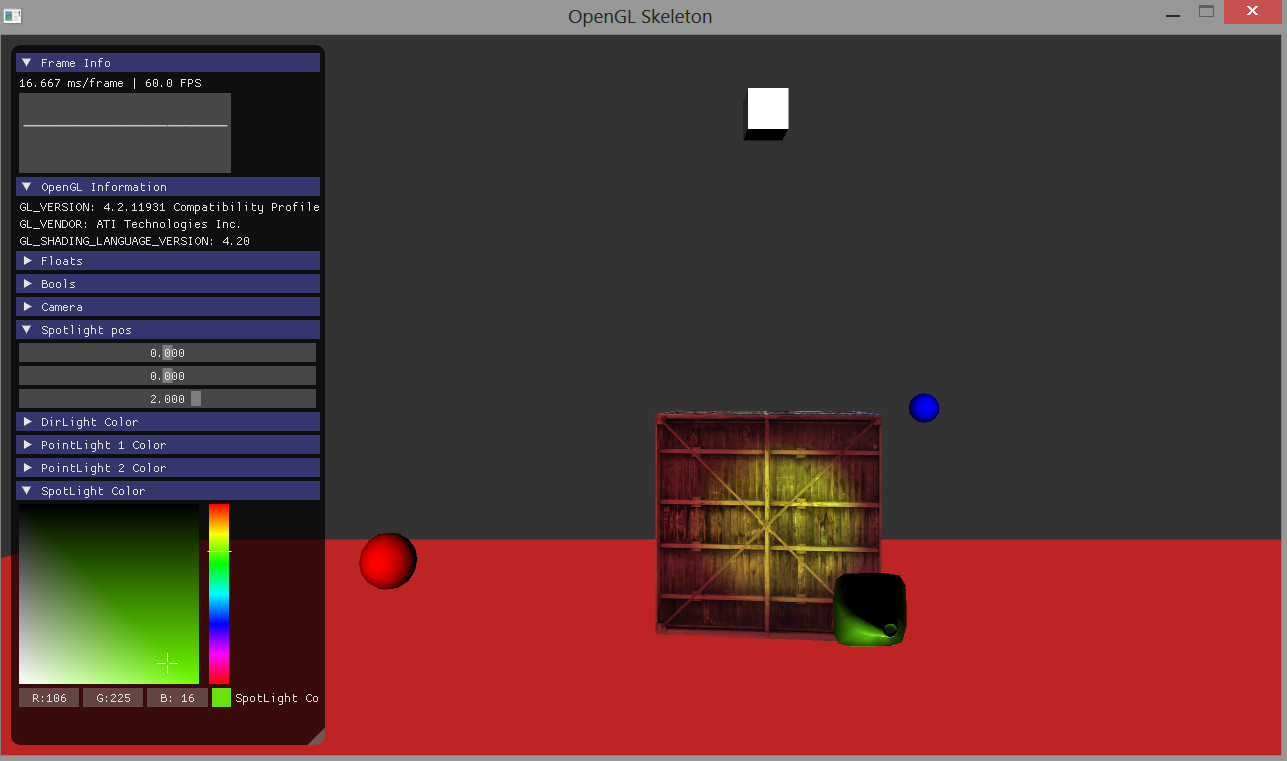 OpenGL Skeleton
Frame Info
16.667 ms/frame | 60.0 FPS
OpenGL Information
GL_VERSION: 4.2.11931 Compatibility Profile
GL_VENDOR: ATI Technologies Inc.
GL_SHADING_LANGUAGE_VERSION: 4.20
Floats
Bools
Camera
Spotlight pos
0.000
0.000
2.000
DirLight Color
PointLight 1 Color
PointLight 2 Color
SpotLight Color
R:106 G:225 B: 16 SpotLight Co